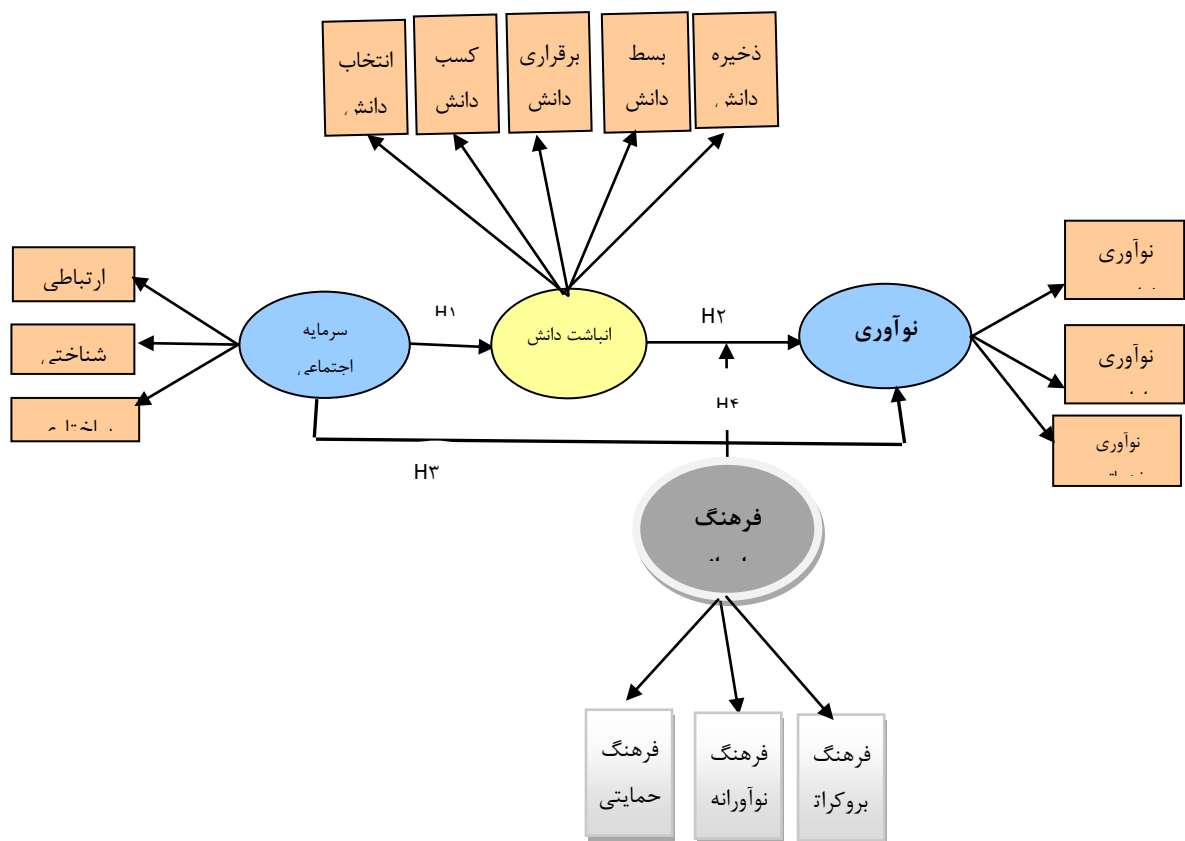 انتخاب
دانش
کسب
دانش
برقراری
دانش
بسط
دانش
ذخیره
دانش
ارتباطی
شناختی
سرمایه
اجتماعی
H۱
انباشت دانش
H۲
نوآوری
نوآوری
نوآوری
نوآوری
H۴
H۳
فرهنگ
فرهنگ
حمایتی
فرهنگ
نوآورانه
فرهنگ
بروکرات